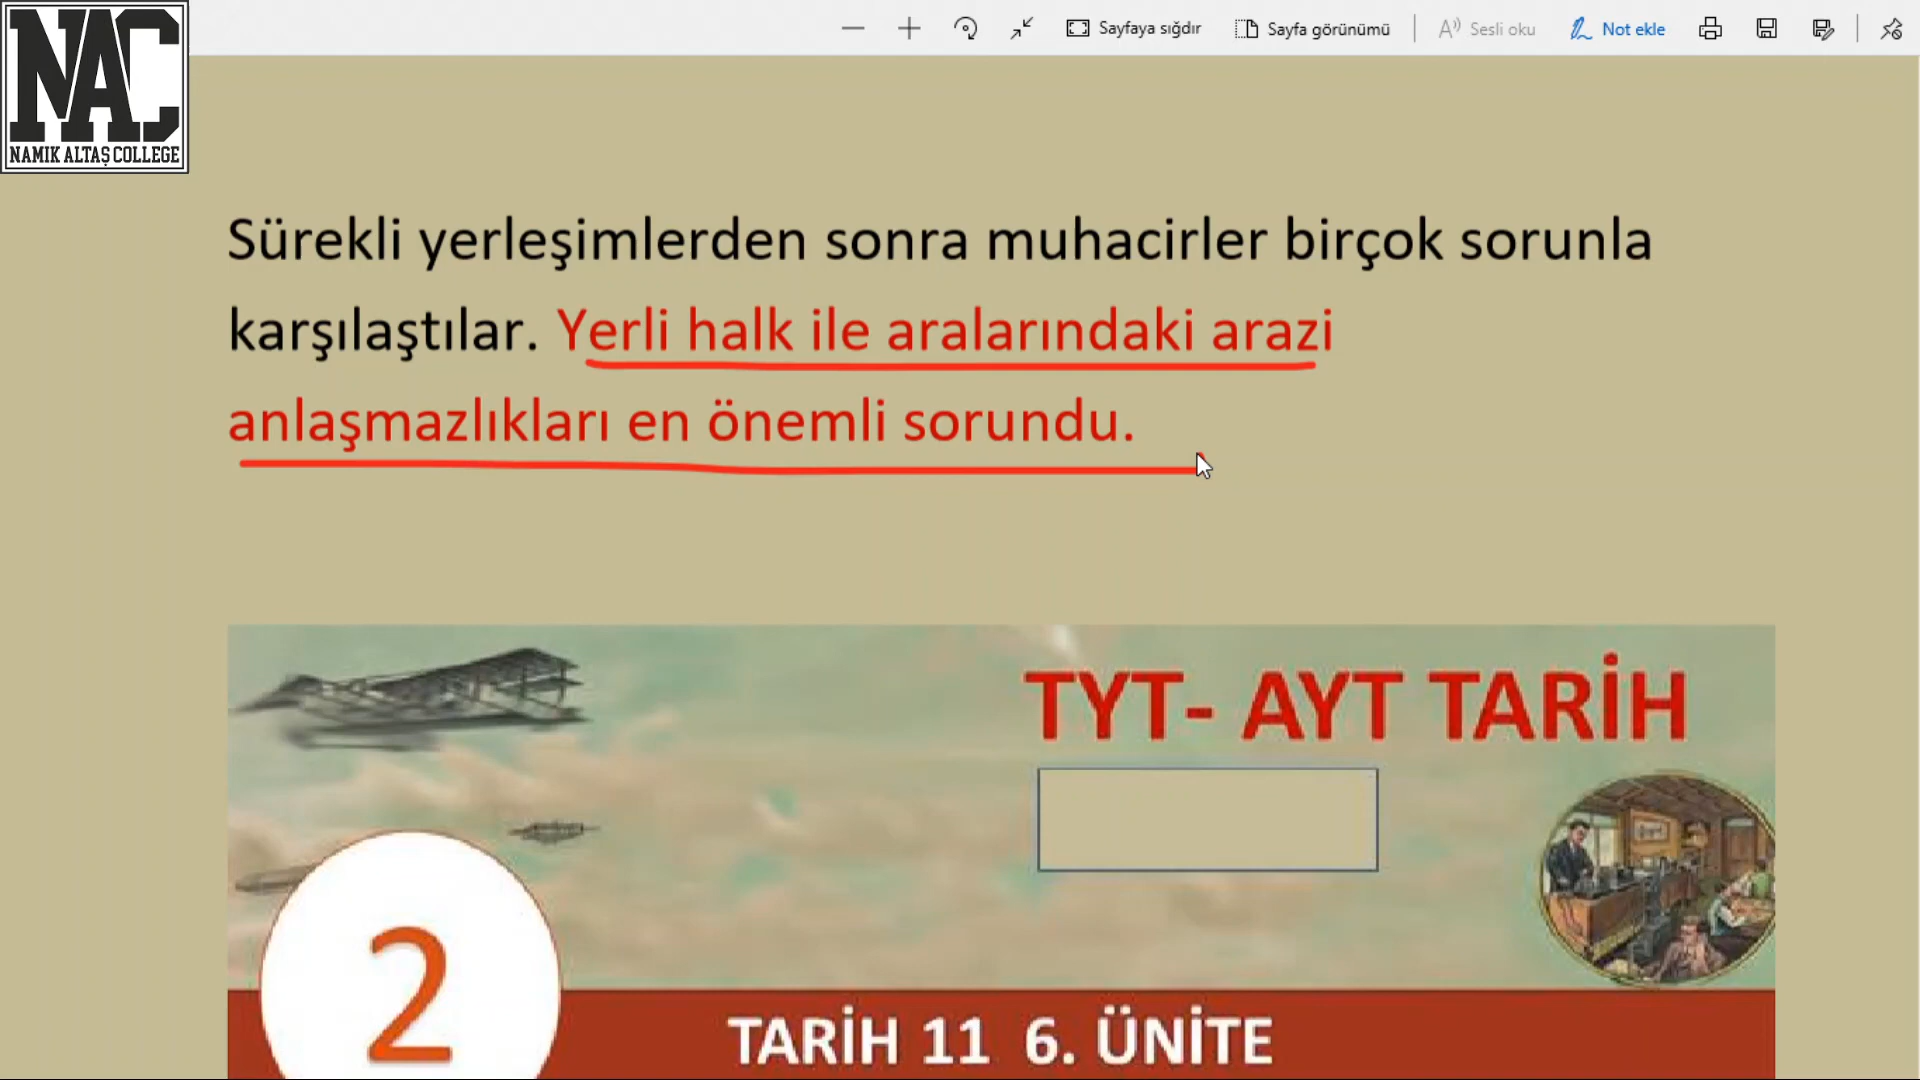 NAC
NAMIK ALTAŞ COLLEGE
Sayfaya sığdır
Sayfa görünümü
Sesli oku
Not ekle
Sürekli yerleşimlerden sonra muhacirler birçok sorunla
karşılaştılar. Yerli halk ile aralarındaki arazi
anlaşmazlıkları en önemli sorundu.
TYT- AYT TARİH
2
TARİH 11 6. ÜNİTE